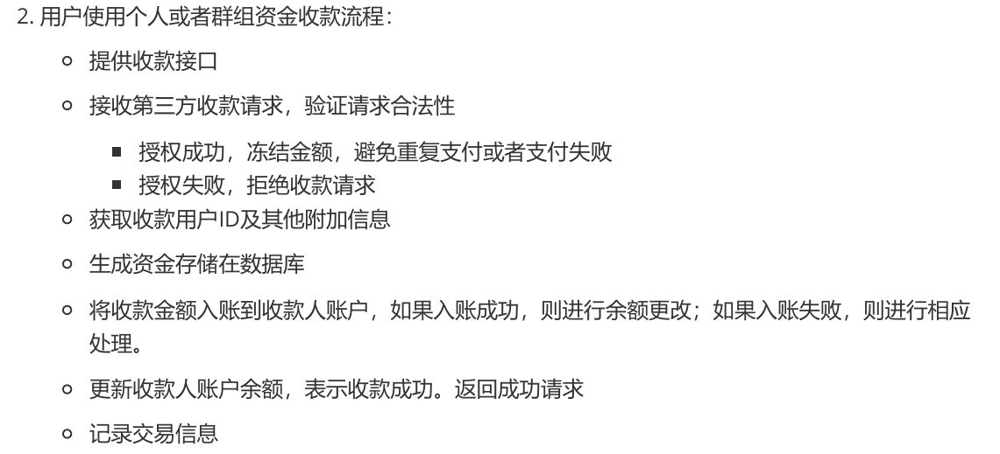 2. 用户使用个人或者群组资金收款流程：
提供收款接口
接收第三方收款请求，验证请求合法性
授权成功，冻结金额，避免重复支付或者支付失败
授权失败，拒绝收款请求
获取收款用户ID及其他附加信息
生成资金存储在数据库
将收款金额入账到收款人账户，如果入账成功，则进行余额更改；如果入账失败，则进行相应
处理。
更新收款人账户余额，表示收款成功。返回成功请求
记录交易信息